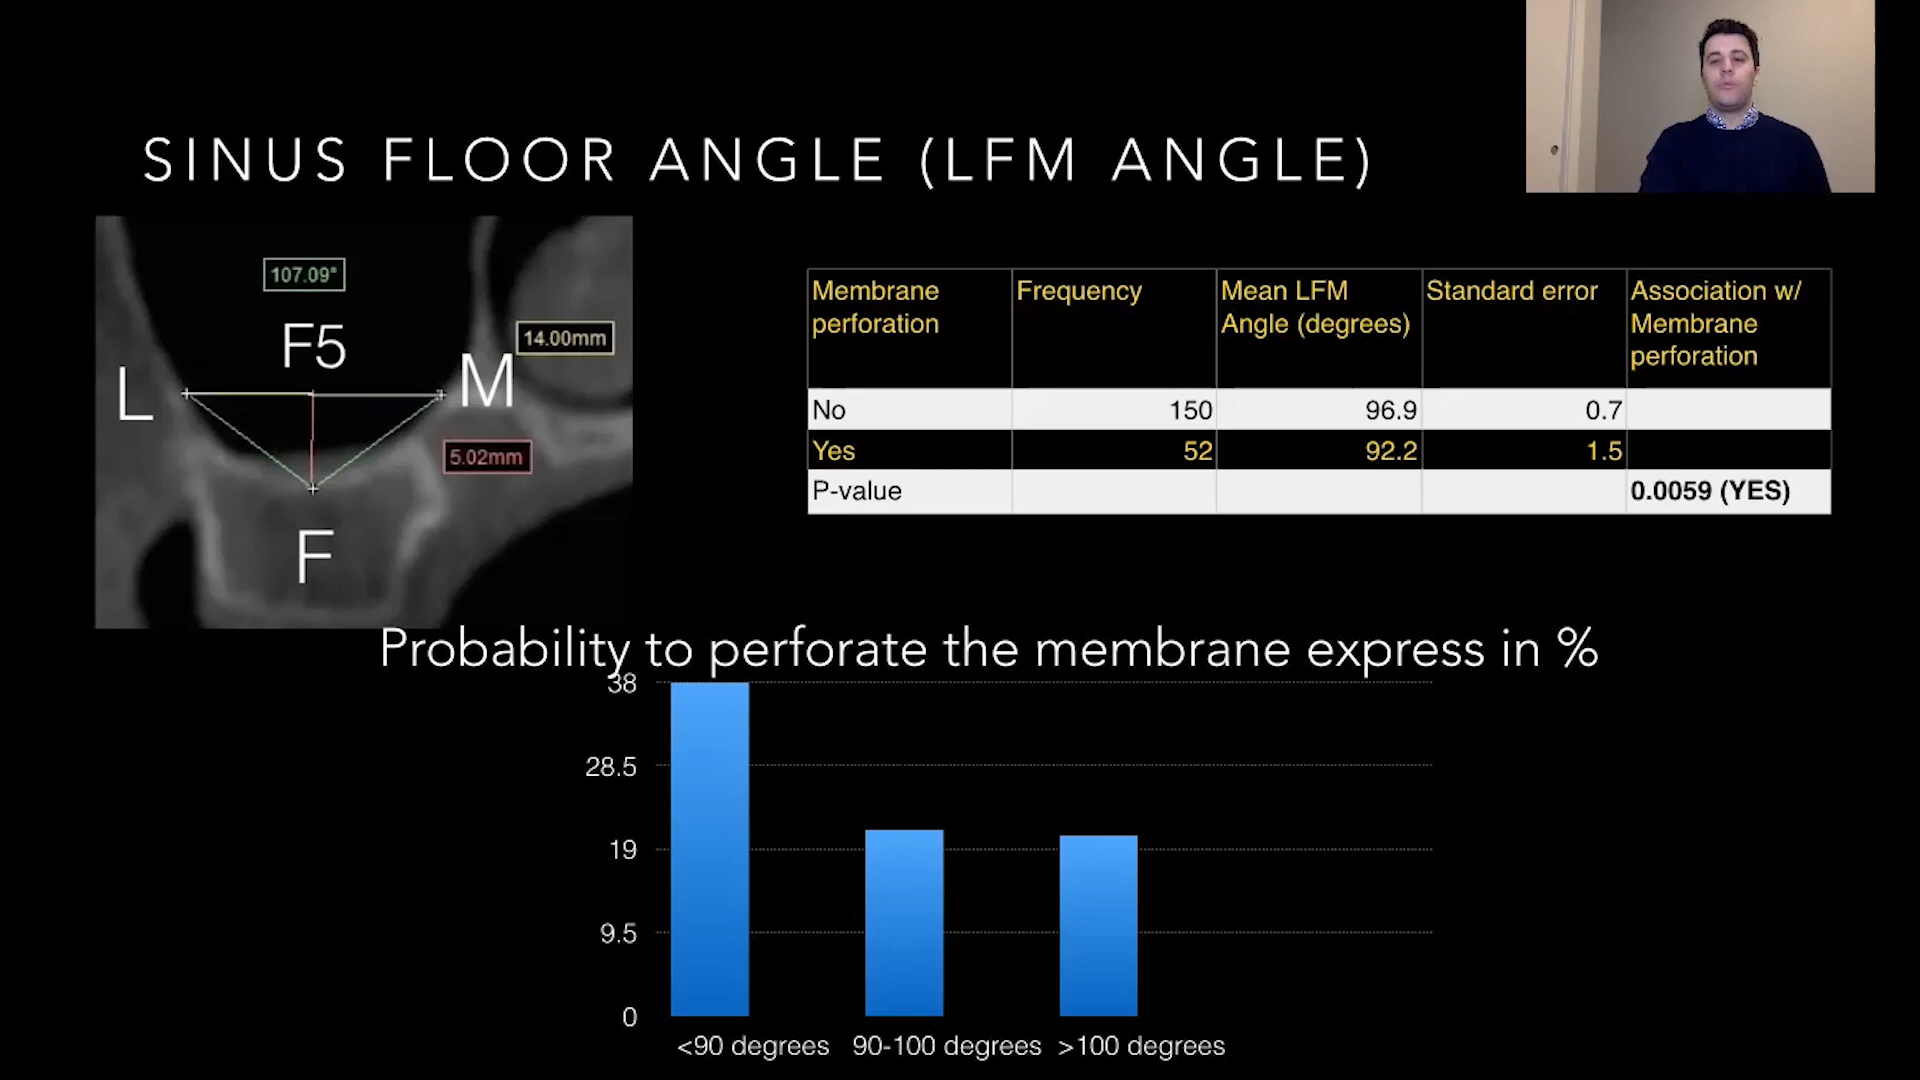 SINUS FLOOR ANGLE (LFM ANGLE)
107.09°
F5
14.00mm
L
M
5.02mm
F
Membrane perforation Frequency Mean LFM Angle (degrees) Standard error Association w/ Membrane perforation
No 150 96.9 0.7
Yes 52 92.2 1.5
P-value 0.0059 (YES)
Probability to perforate the membrane express in %
38
28.5
19
9.5
0
<90 degrees 90-100 degrees >100 degrees